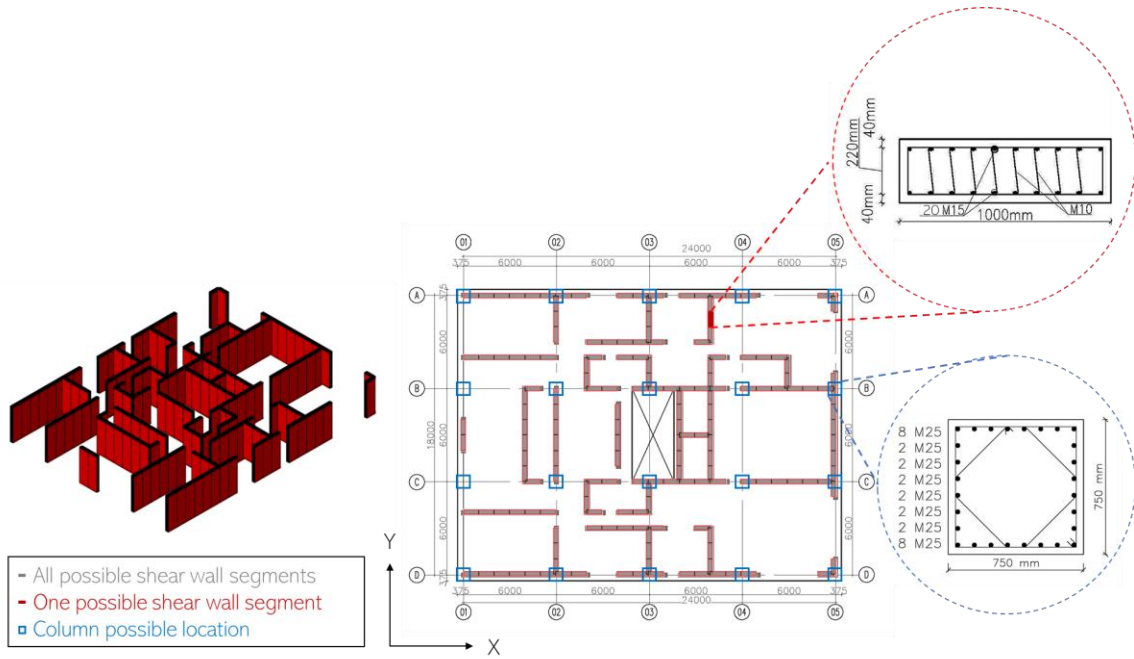 40mm
220mm
40mm
20 M15
M10
1000mm
01
02
03
04
05
24000
375
6000
6000
6000
6000
375
A
375
A
6000
6000
B
B
18000
6000
6000
C
C
6000
6000
D
D
375
6000
6000
6000
6000
375
24000
01
02
03
04
05
8 M25
2 M25
2 M25
2 M25
2 M25
2 M25
2 M25
8 M25
750 mm
750 mm
Y
X
All possible shear wall segments
One possible shear wall segment
Column possible location